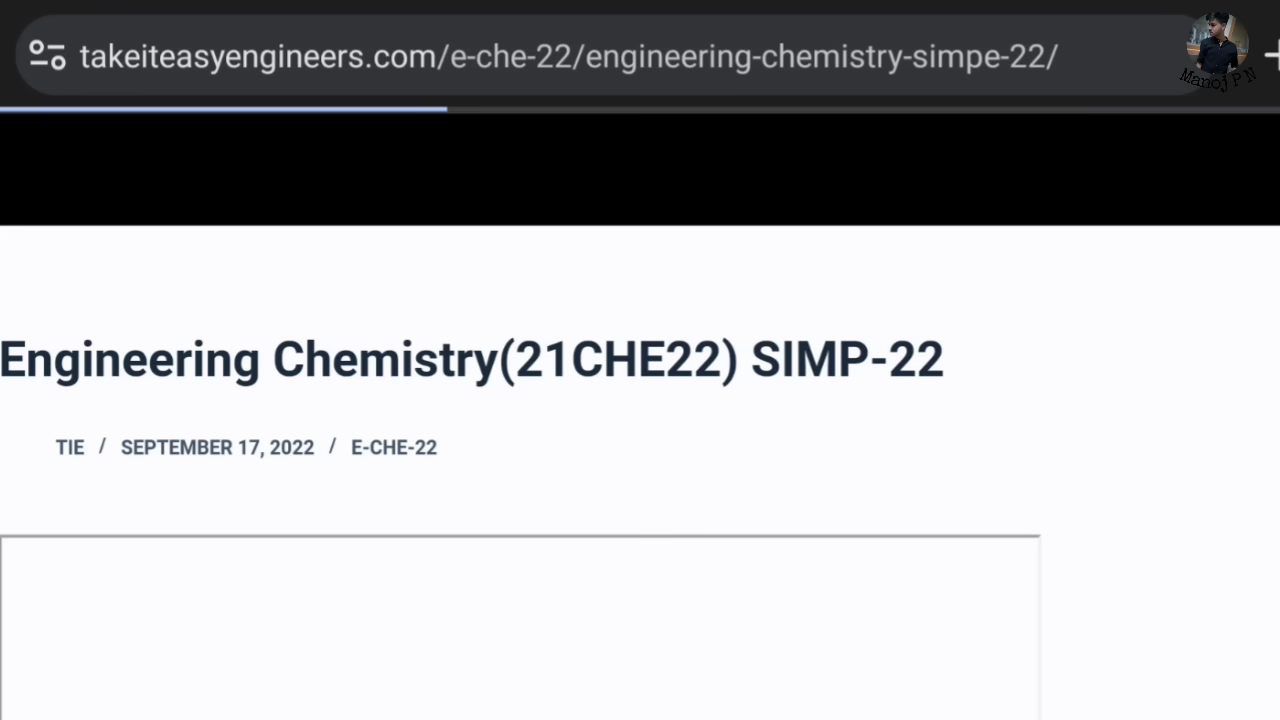 takeiteasyengineers.com/e-che-22/engineering-chemistry-simpe-22/
Manoj P N
Engineering Chemistry(21CHE22) SIMP-22
TIE / SEPTEMBER 17, 2022 / E-CHE-22